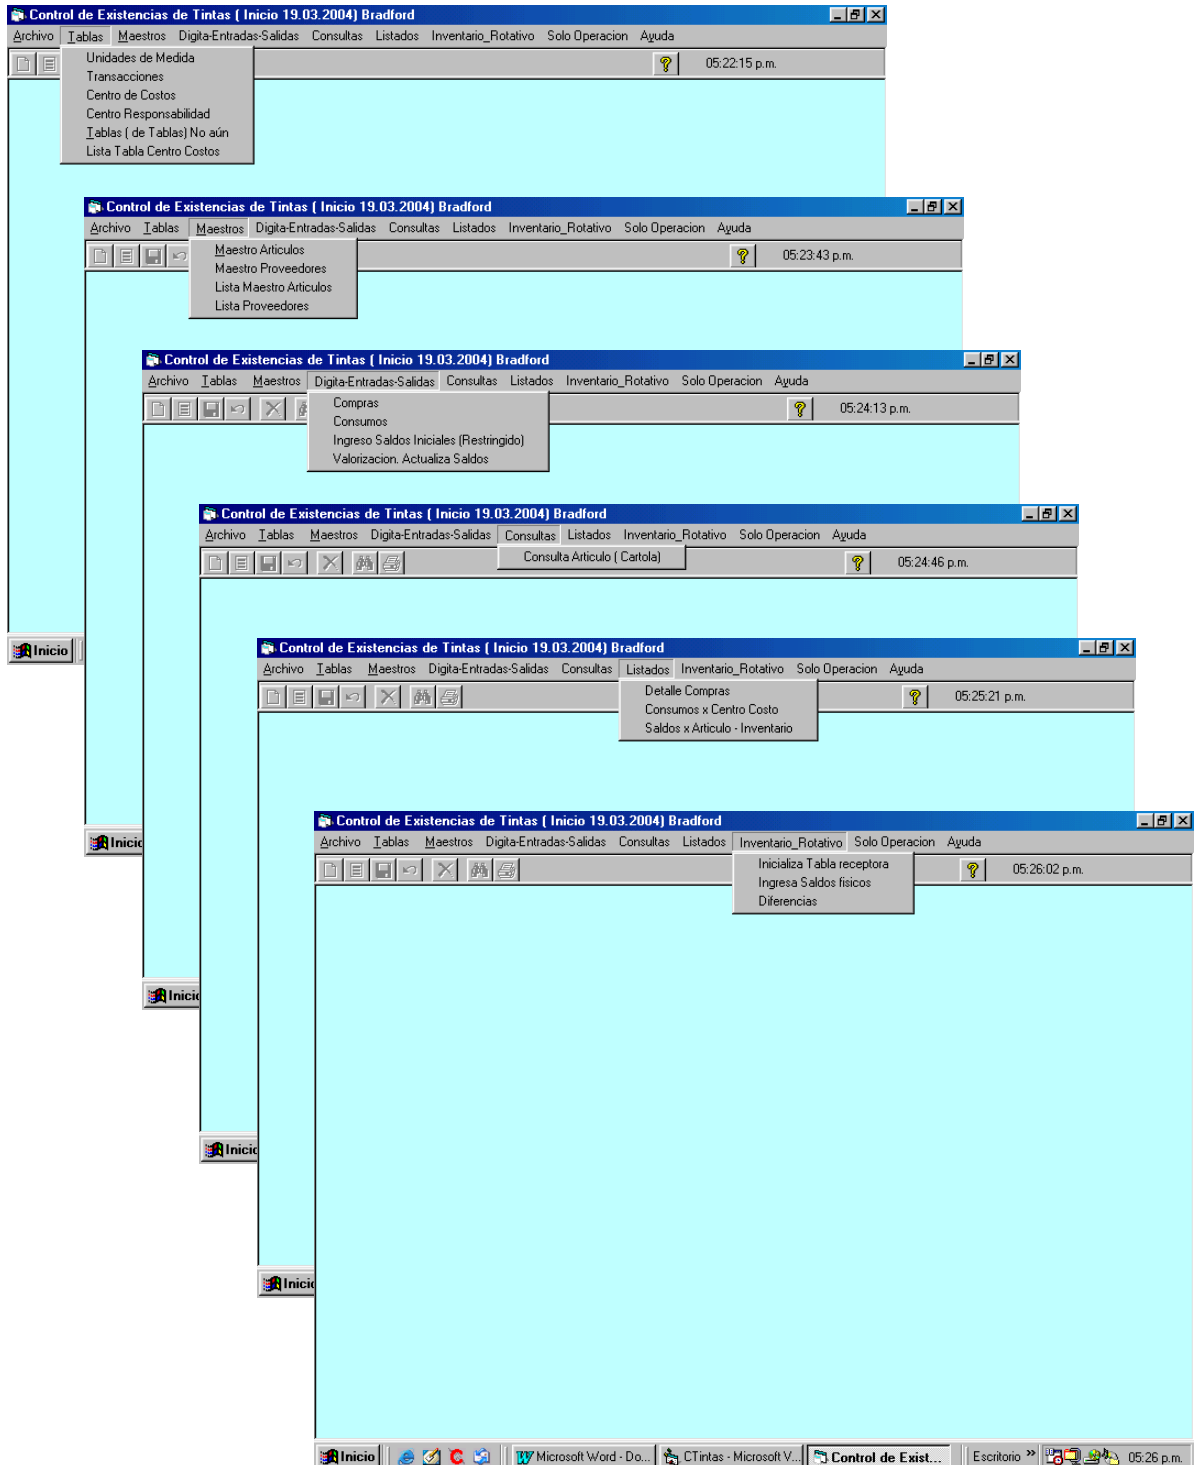 Control de Existencias de Tintas ( Inicio 19.03.2004) Bradford
Archivo Tablas Maestros Digita-Entradas-Salidas Consultas Listados Inventario_Rotativo Solo Operacion Ayuda
05:22:15 p.m.
Unidades de Medida
Transacciones
Centro de Costos
Centro Responsabilidad
Tablas ( de Tablas) No aún
Lista Tabla Centro Costos
Inicio
Control de Existencias de Tintas ( Inicio 19.03.2004) Bradford
Archivo Tablas Maestros Digita-Entradas-Salidas Consultas Listados Inventario_Rotativo Solo Operacion Ayuda
05:23:43 p.m.
Maestro Articulos
Maestro Proveedores
Lista Maestro Articulos
Lista Proveedores
Inicio
Control de Existencias de Tintas ( Inicio 19.03.2004) Bradford
Archivo Tablas Maestros Digita-Entradas-Salidas Consultas Listados Inventario_Rotativo Solo Operacion Ayuda
05:24:13 p.m.
Compras
Consumos
Ingreso Saldos Iniciales (Restringido)
Valorizacion. Actualiza Saldos
Inicio
Control de Existencias de Tintas ( Inicio 19.03.2004) Bradford
Archivo Tablas Maestros Digita-Entradas-Salidas Consultas Listados Inventario_Rotativo Solo Operacion Ayuda
05:24:46 p.m.
Consulta Articulo ( Cartola)
Inicio
Control de Existencias de Tintas ( Inicio 19.03.2004) Bradford
Archivo Tablas Maestros Digita-Entradas-Salidas Consultas Listados Inventario_Rotativo Solo Operacion Ayuda
05:25:21 p.m.
Detalle Compras
Consumos x Centro Costo
Saldos x Articulo - Inventario
Inicio
Control de Existencias de Tintas ( Inicio 19.03.2004) Bradford
Archivo Tablas Maestros Digita-Entradas-Salidas Consultas Listados Inventario_Rotativo Solo Operacion Ayuda
05:26:02 p.m.
Inicializa Tabla receptora
Ingresa Saldos fisicos
Diferencias
Inicio Microsoft Word - Do... CTintas - Microsoft V... Control de Exist... Escritorio » 05:26 p.m.